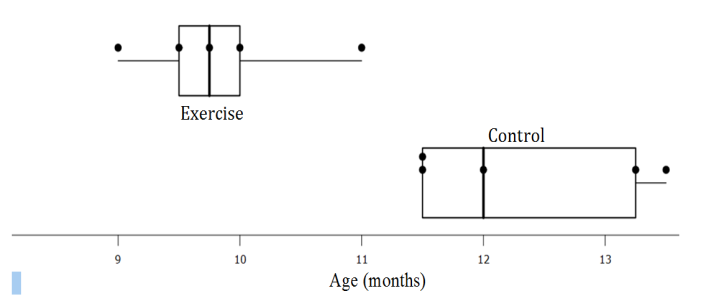 Exercise
Control
9 10 11 12 13
Age (months)